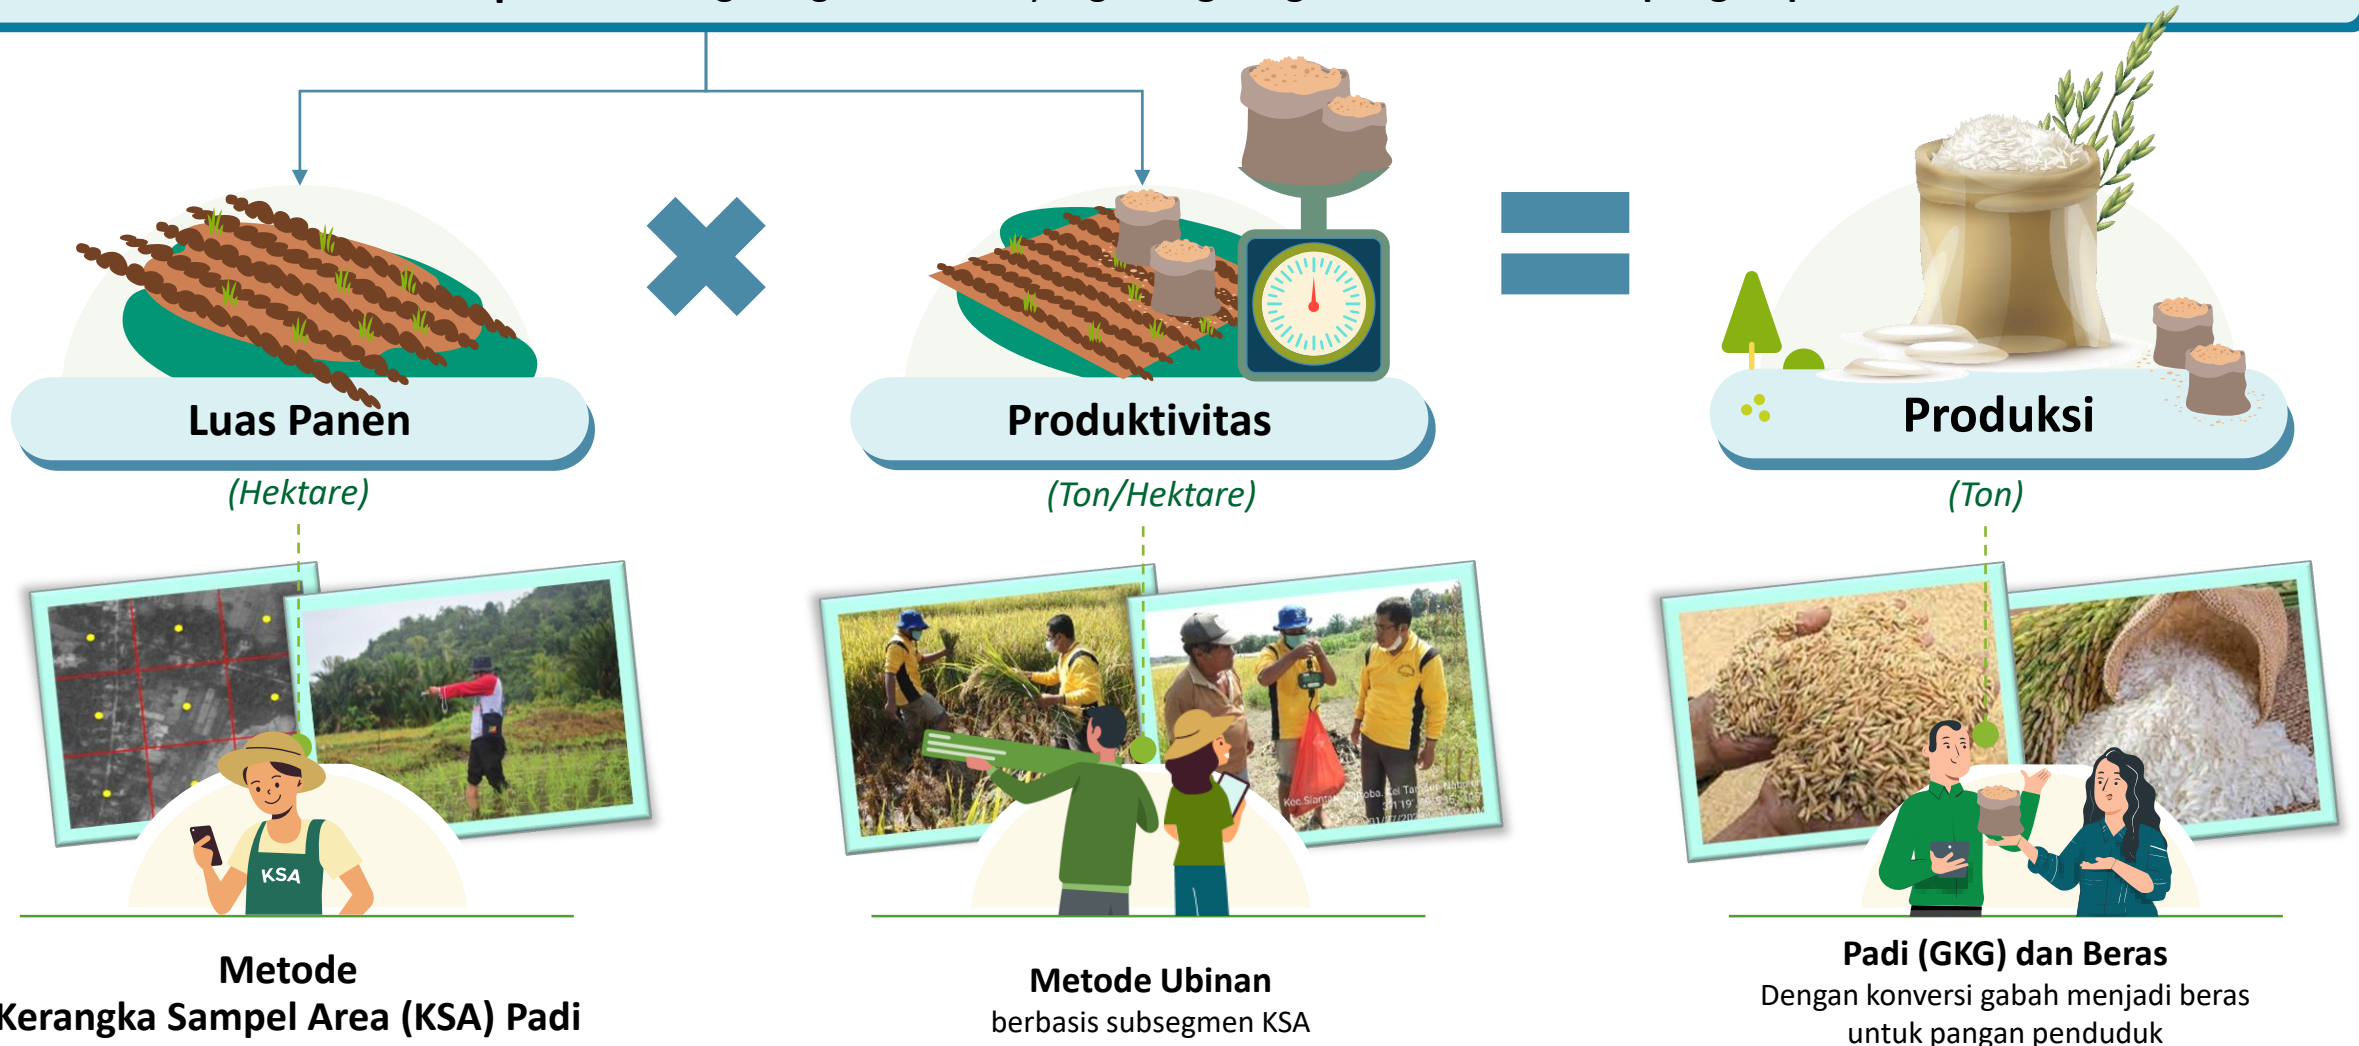 Luas Panen
Produktivitas
Produksi
(Hektare)
(Ton/Hektare)
(Ton)
KSA
Metode
Kerangka Sampel Area (KSA) Padi
Metode Ubinan
berbasis subsegmen KSA
Padi (GKG) dan Beras
Dengan konversi gabah menjadi beras
untuk pangan penduduk